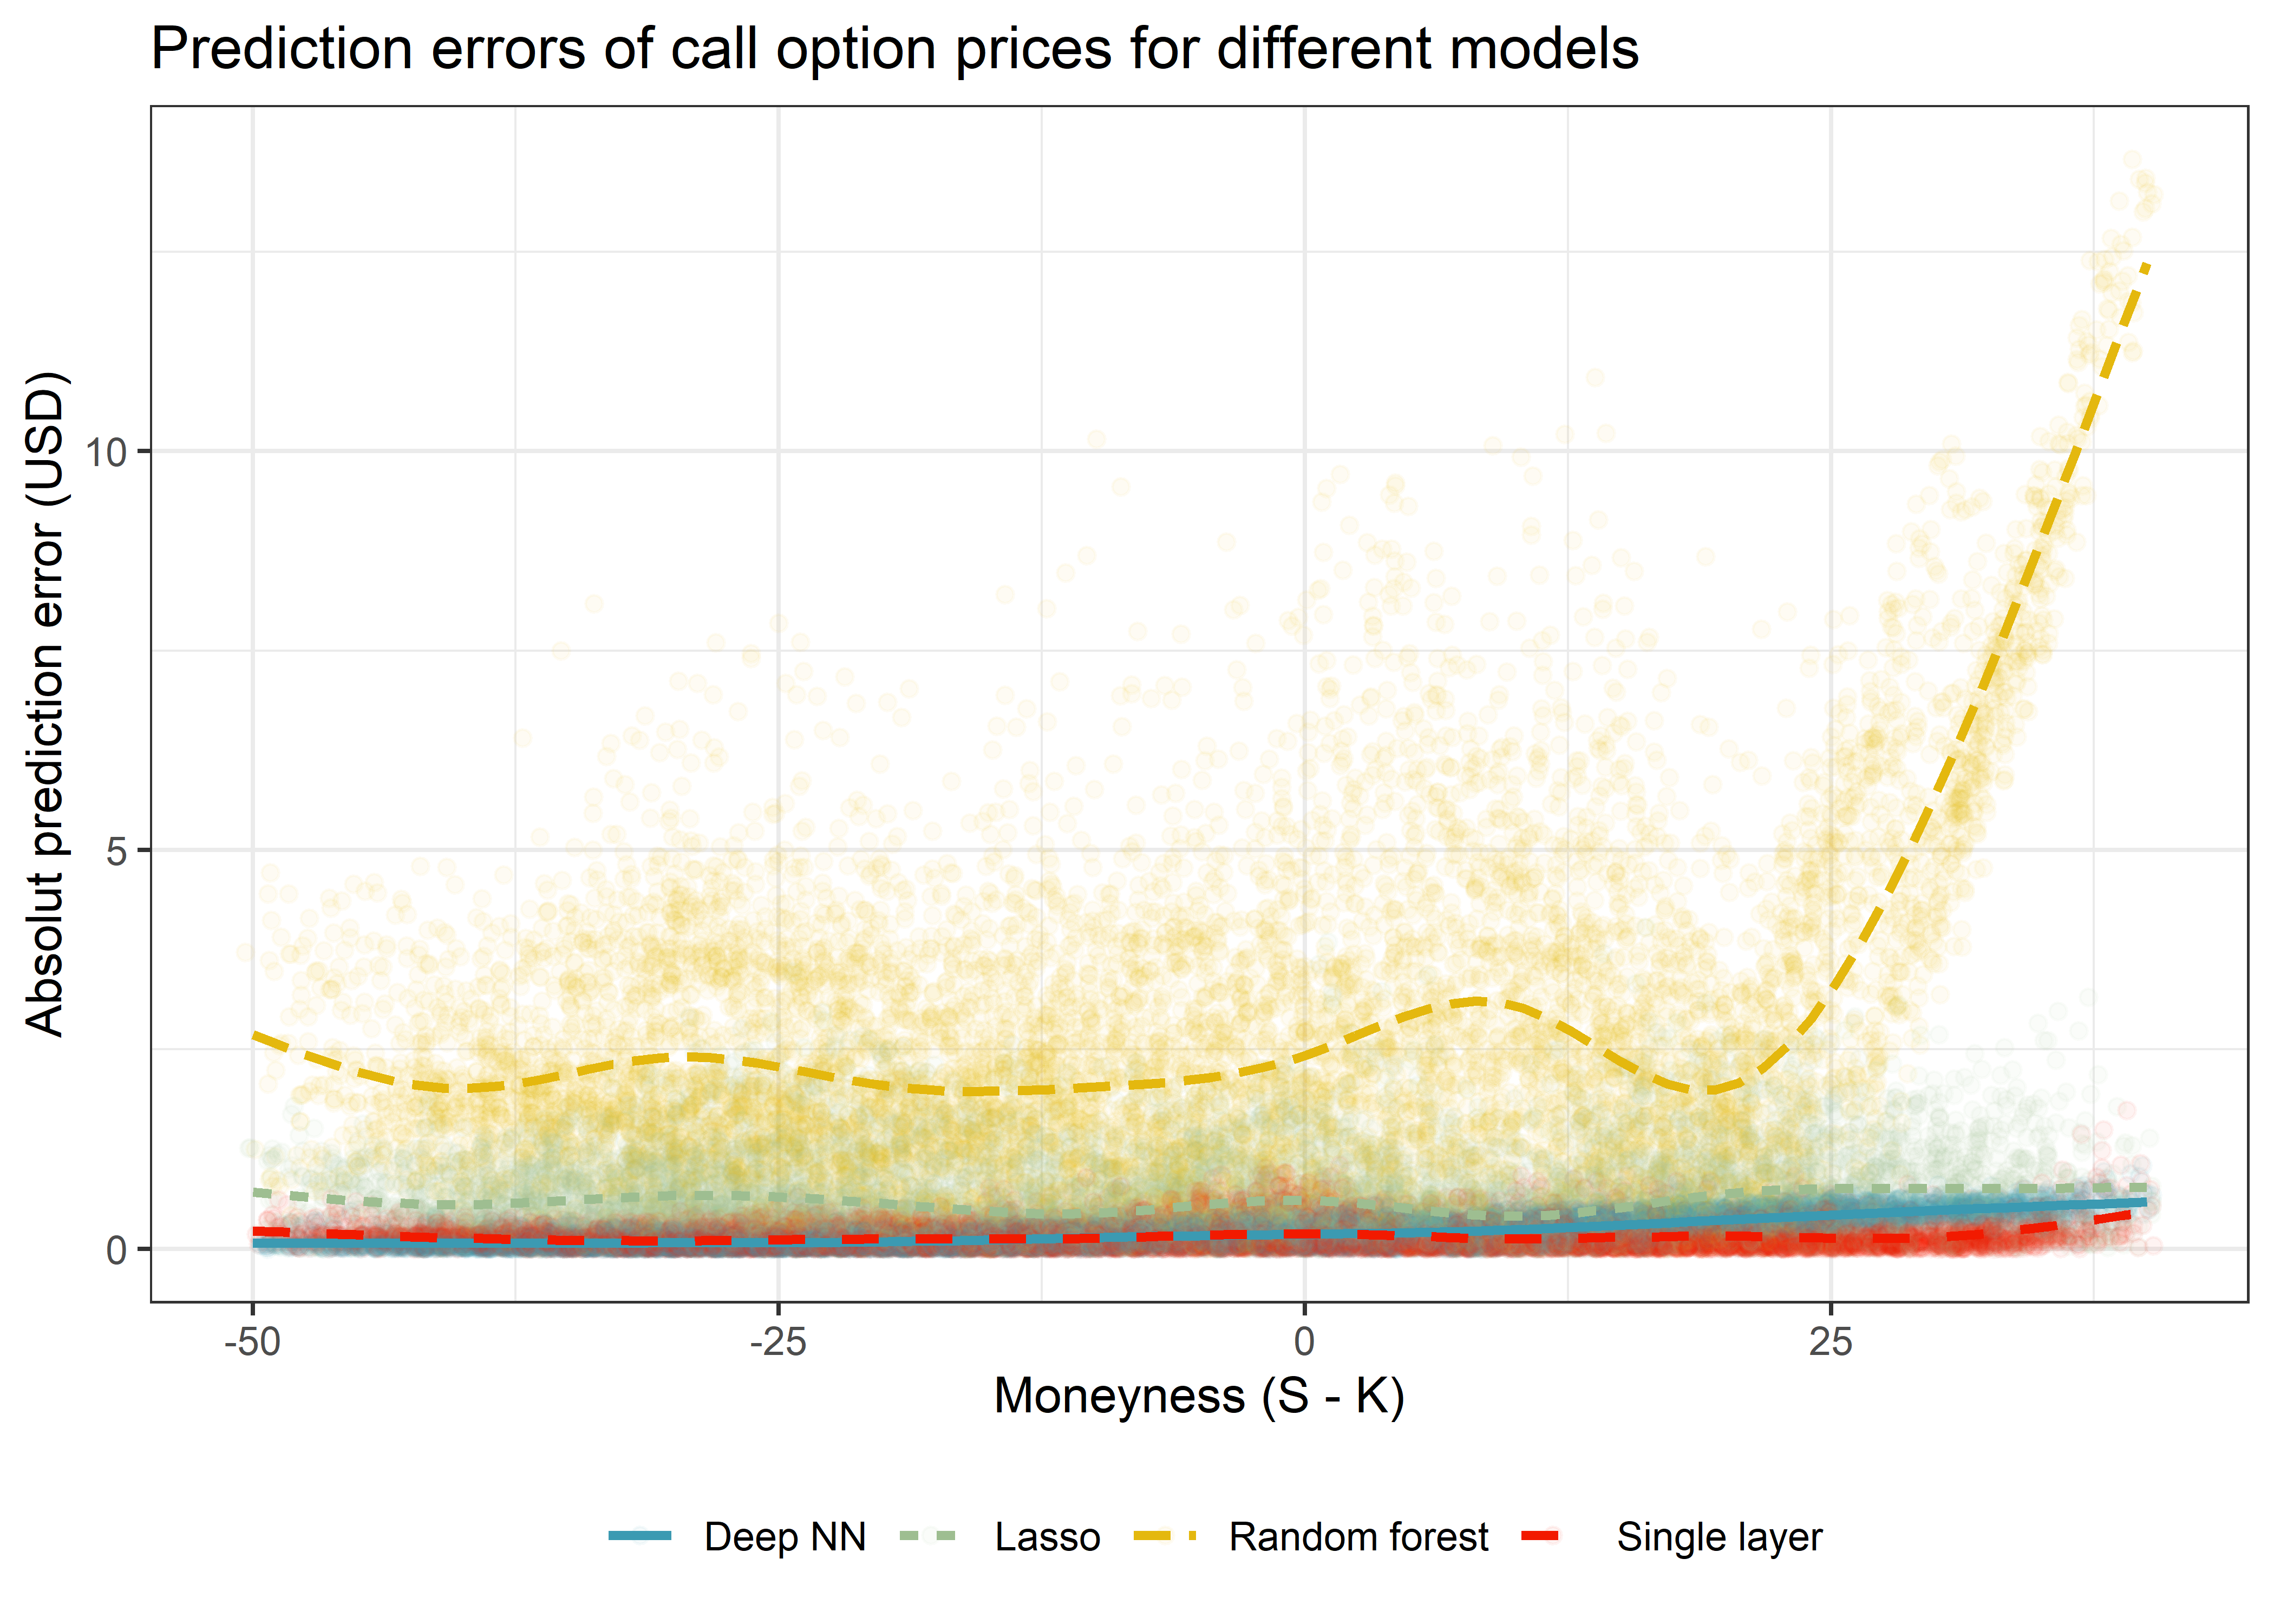 Prediction errors of call option prices for different models
Absolut prediction error (USD)
10
5
0
-50
-25
0
25
Moneyness (S - K)
Deep NN
Lasso
Random forest
Single layer